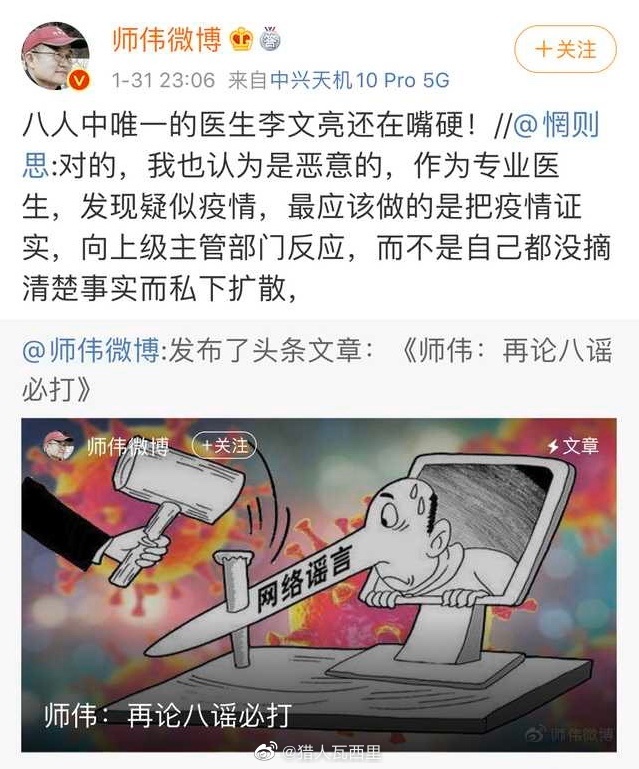 师伟微博
+关注
1-31 23:06 来自中兴天机10 Pro 5G
八人中唯一的医生李文亮还在嘴硬！//@惘则
思:对的，我也认为是恶意的，作为专业医
生，发现疑似疫情，最应该做的是把疫情证
实，向上级主管部门反应，而不是自己都没摘
清楚事实而私下扩散，
@师伟微博:发布了头条文章：《师伟：再论八谣
必打》
师伟微博 +关注
文章
网络谣言
师伟：再论八谣必打
师伟微博
@猎人瓦西里